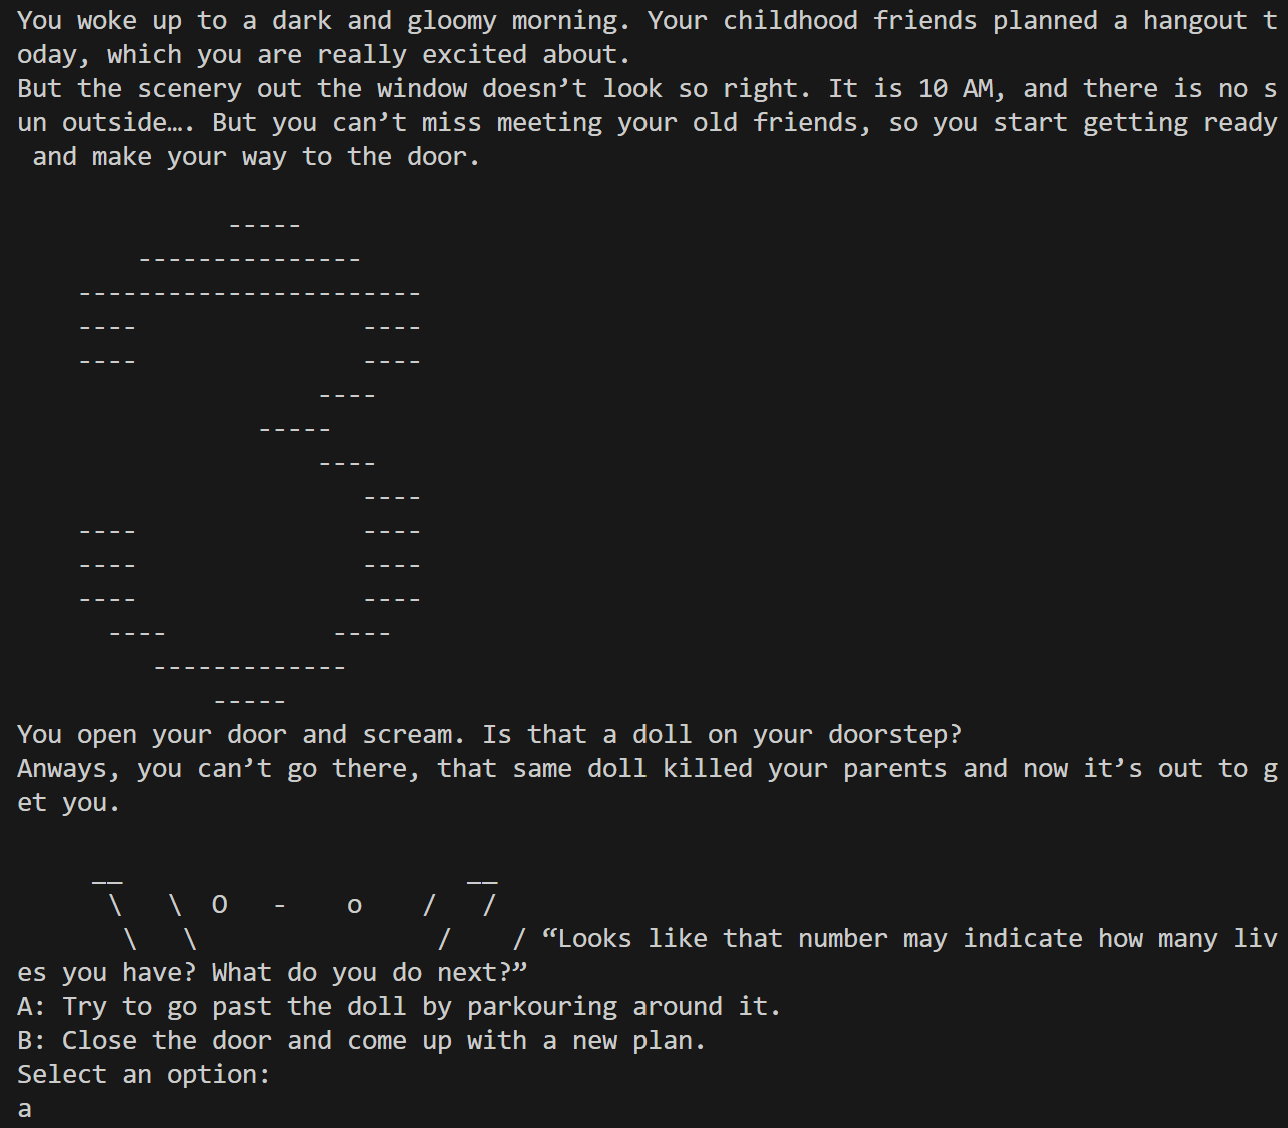 You woke up to a dark and gloomy morning. Your childhood friends planned a hangout t
oday, which you are really excited about.
But the scenery out the window doesn’t look so right. It is 10 AM, and there is no s
un outside…. But you can’t miss meeting your old friends, so you start getting ready
 and make your way to the door.

              -----
        ---------------
    -----------------------
    ----               ----
    ----               ----
                    ----
                -----
                    ----
                       ----
    ----               ----
    ----               ----
    ----               ----
      ----           ----
         -------------
             -----
You open your door and scream. Is that a doll on your doorstep?
Anways, you can’t go there, that same doll killed your parents and now it’s out to g
et you.

     __                       __
      \   \  O   -    o    /   /
       \   \                /    / “Looks like that number may indicate how many liv
es you have? What do you do next?”
A: Try to go past the doll by parkouring around it.
B: Close the door and come up with a new plan.
Select an option:
a